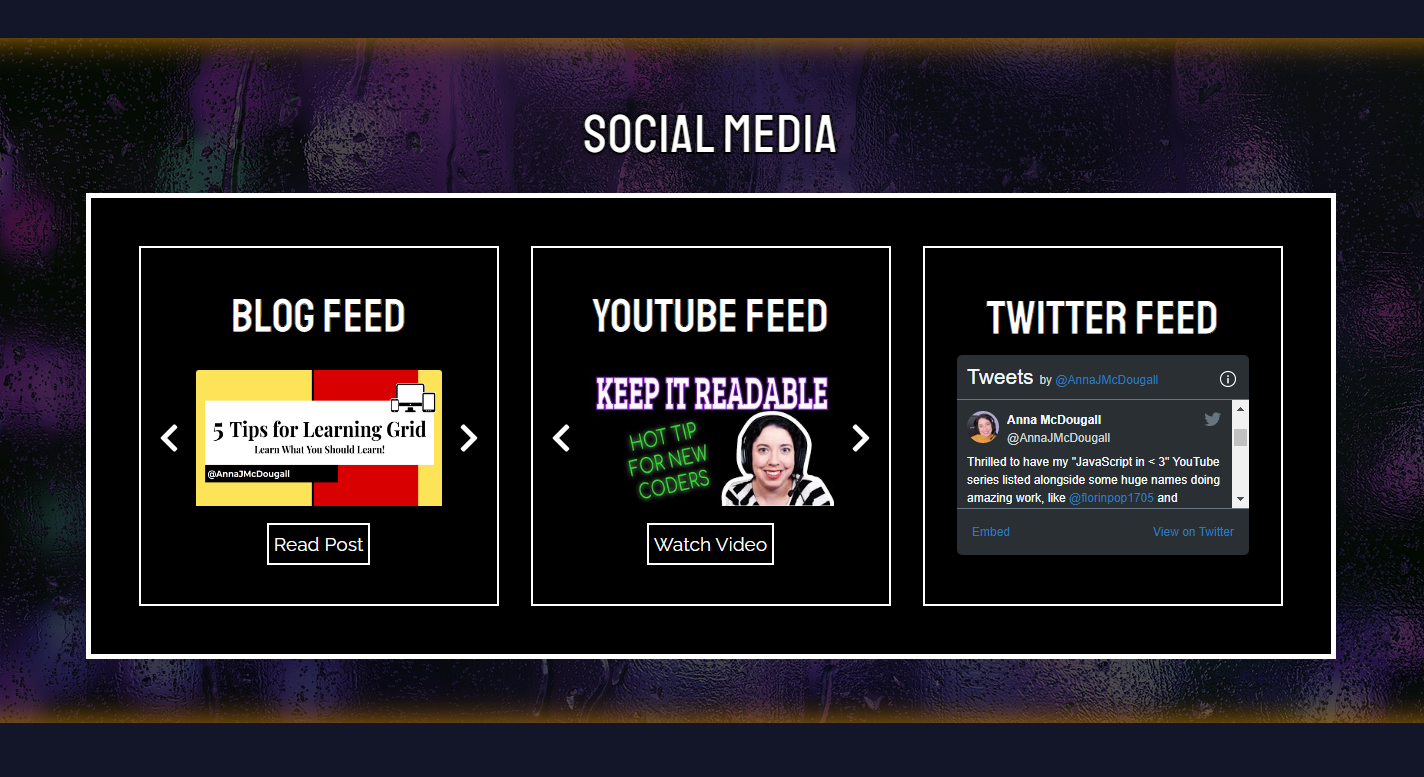 SOCIAL MEDIA
BLOG FEED
5 Tips for Learning Grid
Learn What You Should Learn!
@AnnaJMcDougall
Read Post
YOUTUBE FEED
KEEP IT READABLE
HOT TIP
FOR NEW
CODERS
Watch Video
TWITTER FEED
Tweets by @AnnaJMcDougall
Anna McDougall
@AnnaJMcDougall
Thrilled to have my "JavaScript in < 3" YouTube
series listed alongside some huge names doing
amazing work, like @florinpop1705 and
Embed
View on Twitter